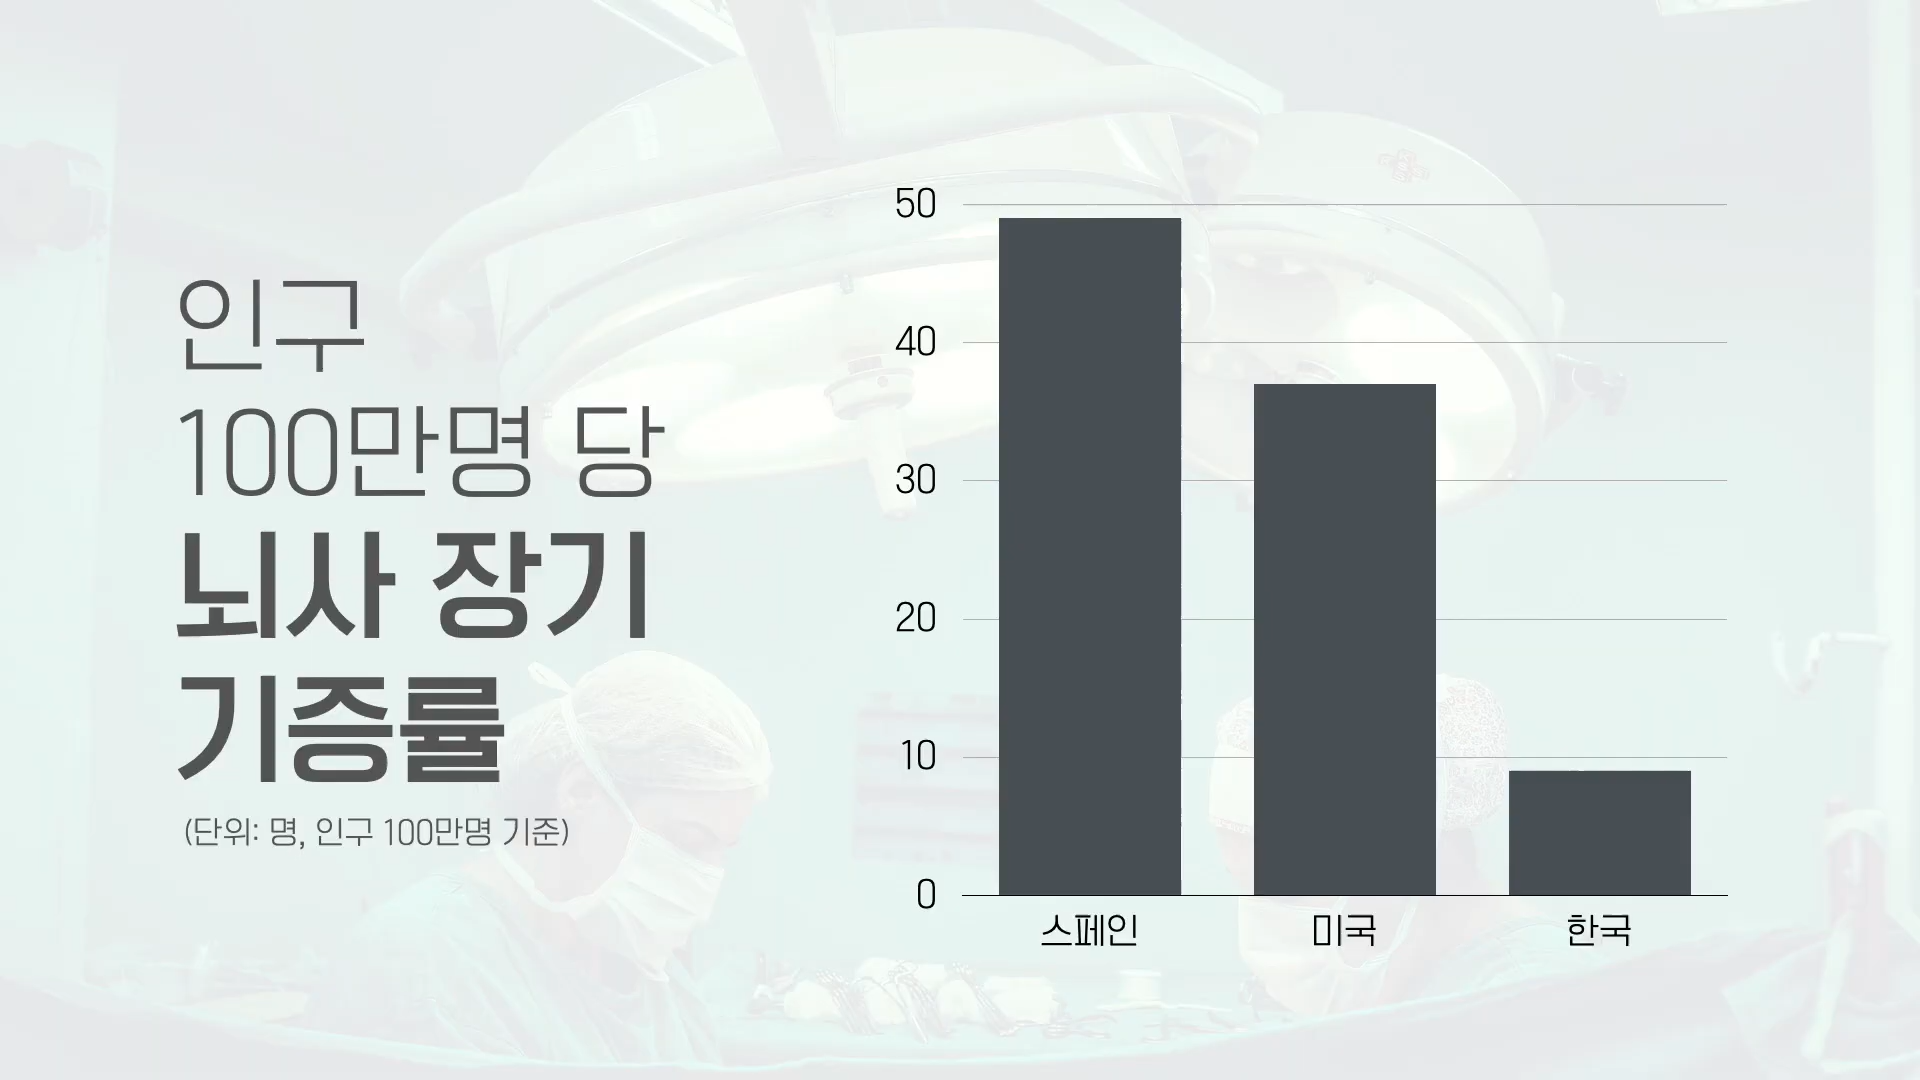 인구
100만명 당
뇌사 장기
기증률
(단위: 명, 인구 100만명 기준)
50
40
30
20
10
0
스페인
미국
한국